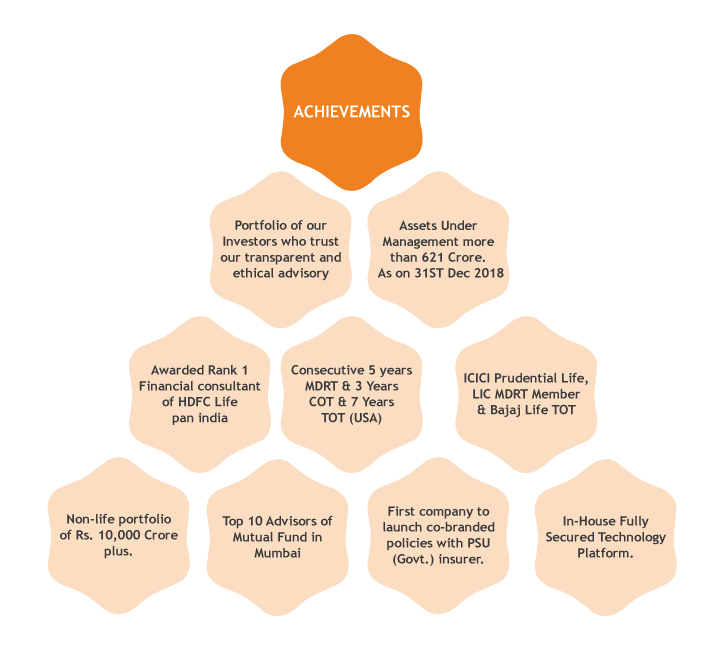 ACHIEVEMENTS
Portfolio of our
Investors who trust
our transparent and
ethical advisory
Assets Under
Management more
than 621 Crore.
As on 31ST Dec 2018
Awarded Rank 1
Financial consultant
of HDFC Life
pan india
Consecutive 5 years
MDRT & 3 Years
COT & 7 Years
TOT (USA)
ICICI Prudential Life,
LIC MDRT Member
& Bajaj Life TOT
Non-life portfolio
of Rs. 10,000 Crore
plus.
Top 10 Advisors of
Mutual Fund in
Mumbai
First company to
launch co-branded
policies with PSU
(Govt.) insurer.
In-House Fully
Secured Technology
Platform.